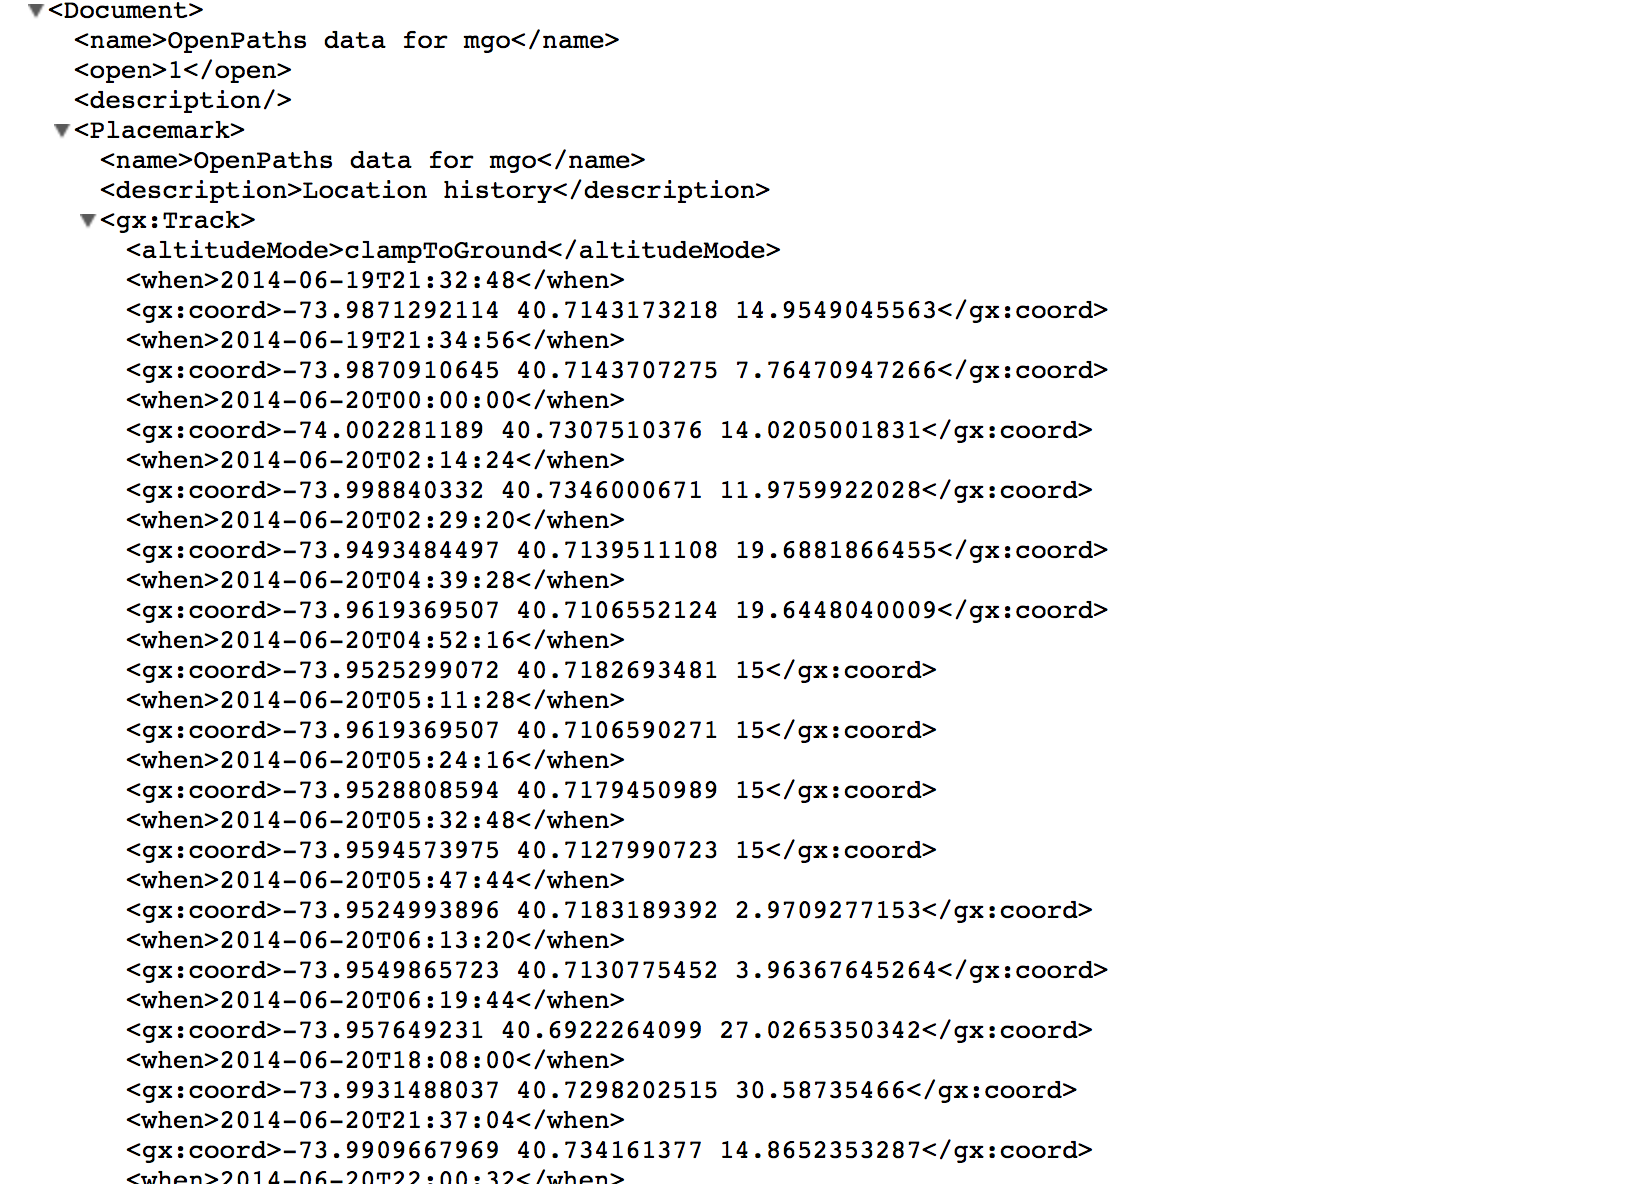 <Document>
<name>OpenPaths data for mgo</name>
<open>1</open>
<description/>
<Placemark>
<name>OpenPaths data for mgo</name>
<description>Location history</description>
<gx:Track>
<altitudeMode>clampToGround</altitudeMode>
<when>2014-06-19T21:32:48</when>
<gx:coord>-73.9871292114 40.7143173218 14.9549045563</gx:coord>
<when>2014-06-19T21:34:56</when>
<gx:coord>-73.9870910645 40.7143707275 7.76470947266</gx:coord>
<when>2014-06-20T00:00:00</when>
<gx:coord>-74.002281189 40.7307510376 14.0205001831</gx:coord>
<when>2014-06-20T02:14:24</when>
<gx:coord>-73.998840332 40.7346000671 11.9759922028</gx:coord>
<when>2014-06-20T02:29:20</when>
<gx:coord>-73.9493484497 40.7139511108 19.6881866455</gx:coord>
<when>2014-06-20T04:39:28</when>
<gx:coord>-73.9619369507 40.7106552124 19.6448040009</gx:coord>
<when>2014-06-20T04:52:16</when>
<gx:coord>-73.9525299072 40.7182693481 15</gx:coord>
<when>2014-06-20T05:11:28</when>
<gx:coord>-73.9619369507 40.7106590271 15</gx:coord>
<when>2014-06-20T05:24:16</when>
<gx:coord>-73.9528808594 40.7179450989 15</gx:coord>
<when>2014-06-20T05:32:48</when>
<gx:coord>-73.9594573975 40.7127990723 15</gx:coord>
<when>2014-06-20T05:47:44</when>
<gx:coord>-73.9524993896 40.7183189392 2.9709277153</gx:coord>
<when>2014-06-20T06:13:20</when>
<gx:coord>-73.9549865723 40.7130775452 3.96367645264</gx:coord>
<when>2014-06-20T06:19:44</when>
<gx:coord>-73.957649231 40.6922264099 27.0265350342</gx:coord>
<when>2014-06-20T18:08:00</when>
<gx:coord>-73.9931488037 40.7298202515 30.58735466</gx:coord>
<when>2014-06-20T21:37:04</when>
<gx:coord>-73.9909667969 40.734161377 14.8652353287</gx:coord>
<when>2014-06-20T22:00:32</when>